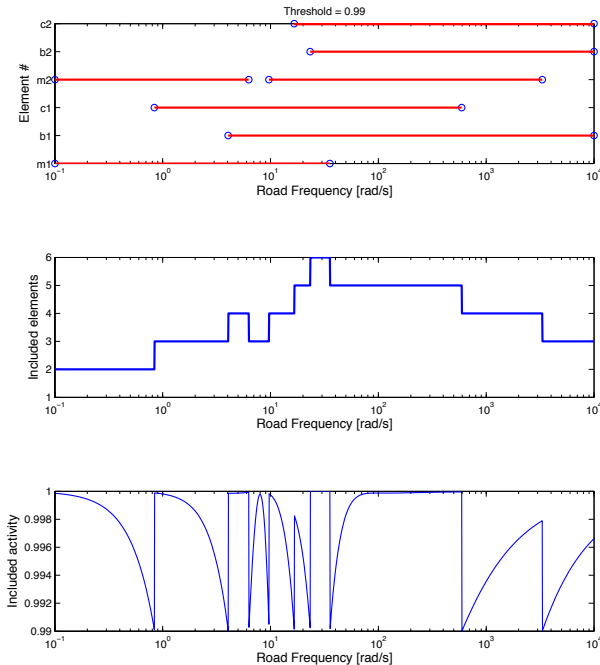 Threshold = 0.99
c2
b2
m2
c1
b1
m1
Element #
10⁻¹ 10⁰ 10¹ 10² 10³ 10⁴
Road Frequency [rad/s]
6
5
4
3
2
1
Included elements
10⁻¹ 10⁰ 10¹ 10² 10³ 10⁴
Road Frequency [rad/s]
1
0.998
0.996
0.994
0.992
0.99
Included activity
10⁻¹ 10⁰ 10¹ 10² 10³ 10⁴
Road Frequency [rad/s]